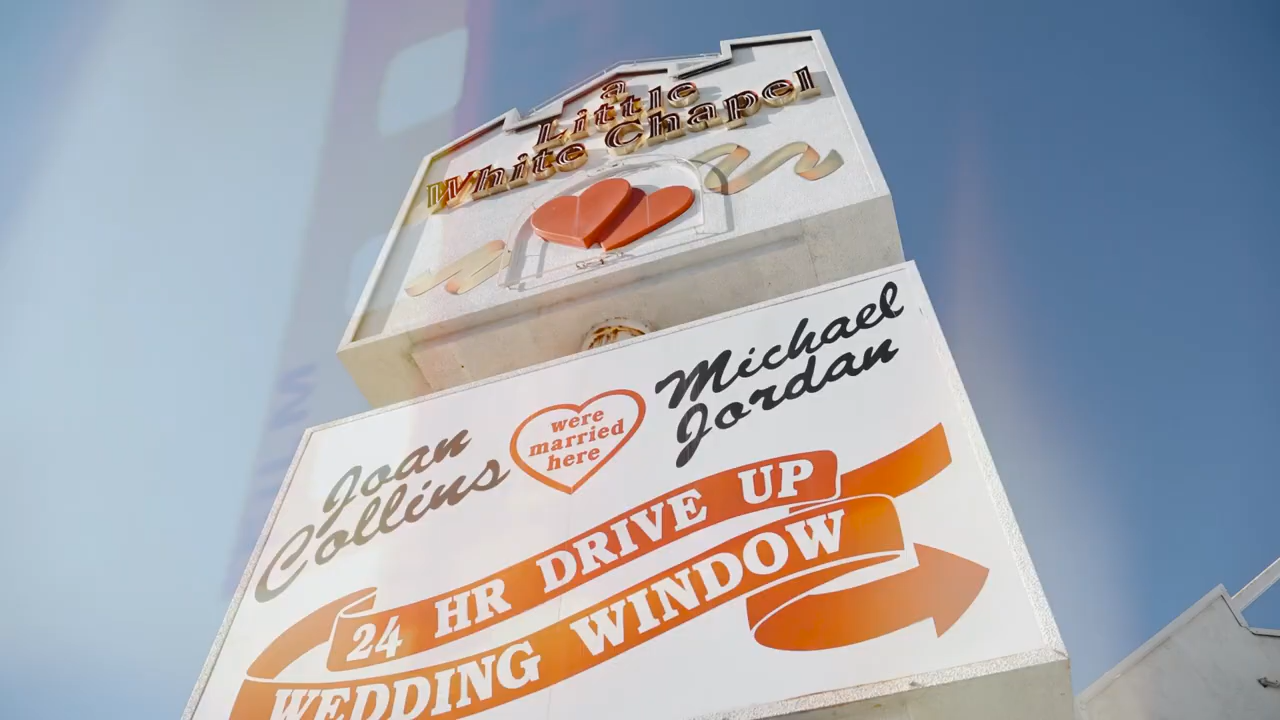 a
Little
White Chapel
Joan
Collins
were
married
here
Michael
Jordan
24 HR DRIVE UP
WEDDING WINDOW